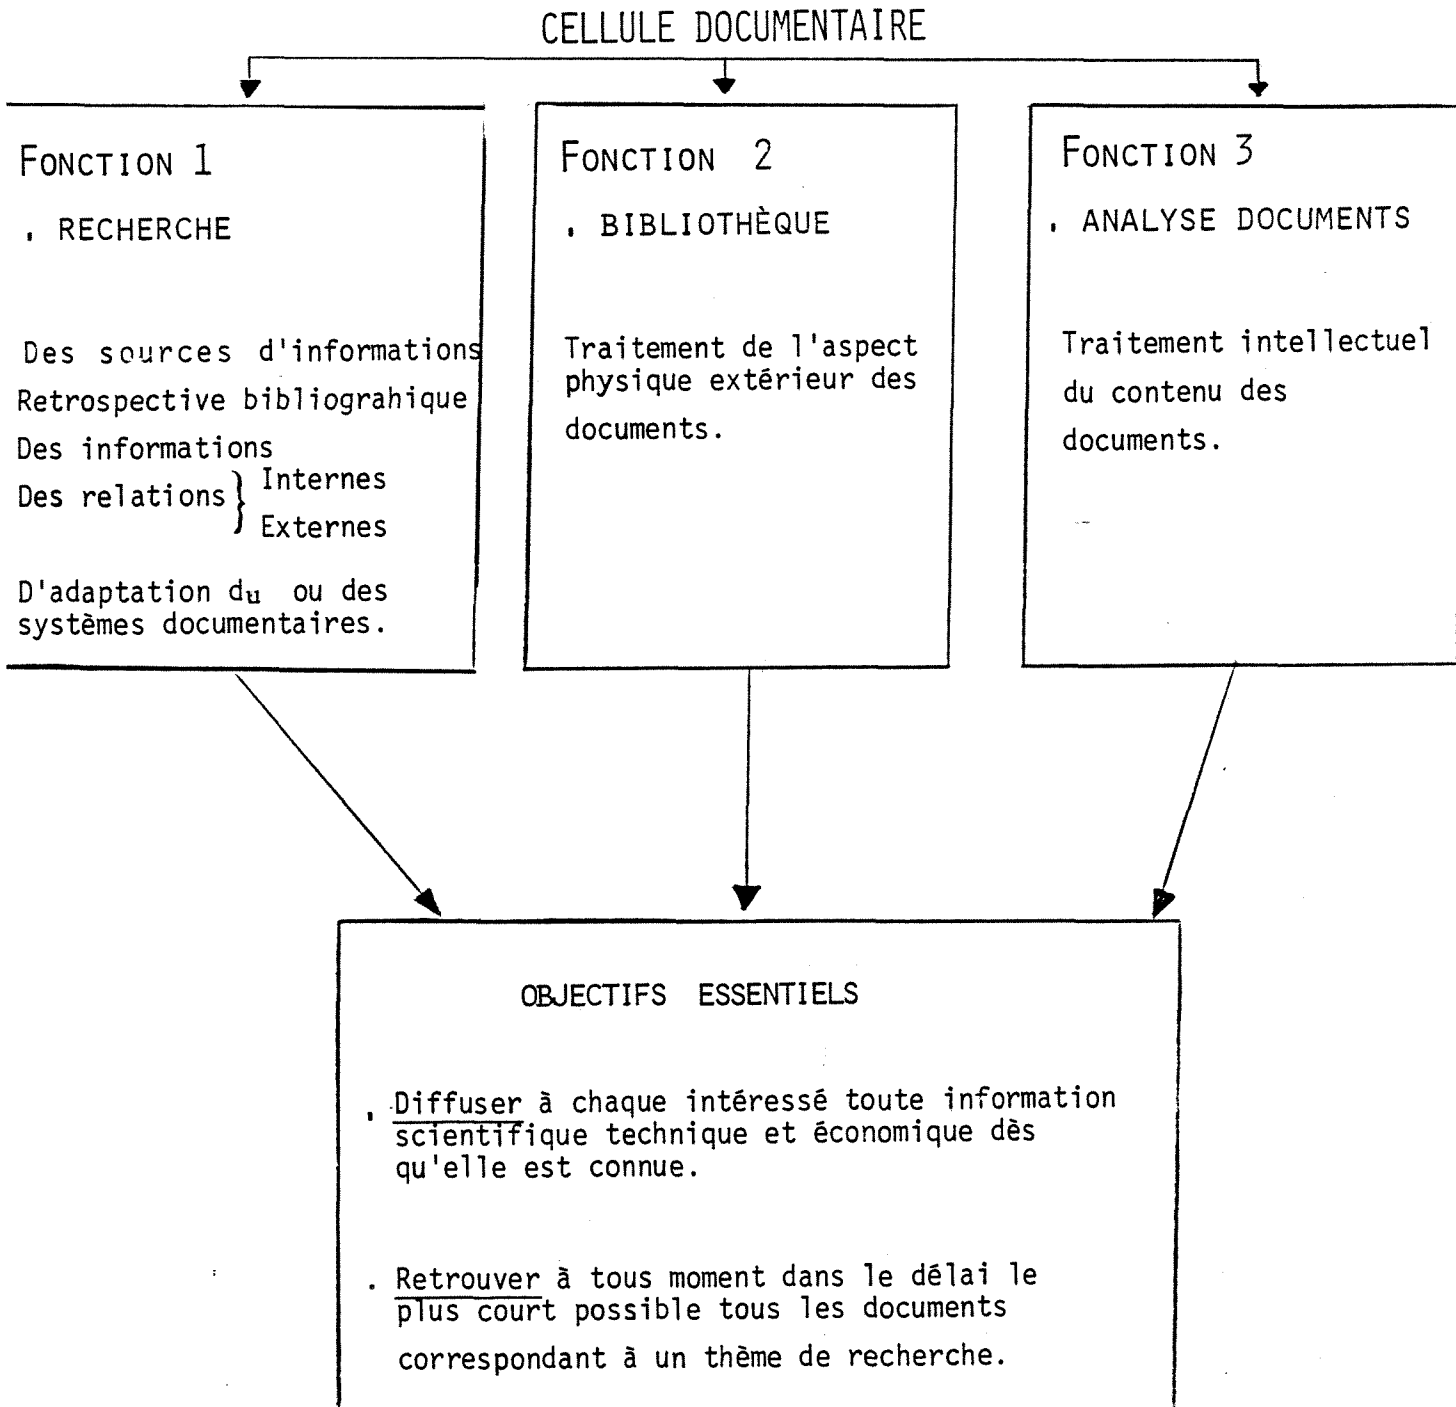 CELLULE DOCUMENTAIRE
FONCTION 1
. RECHERCHE
Des sources d'informations
Retrospective bibliograhique
Des informations
Des relations } Internes
Externes
D'adaptation du ou des
systèmes documentaires.
FONCTION 2
. BIBLIOTHÈQUE
Traitement de l'aspect
physique extérieur des
documents.
FONCTION 3
. ANALYSE DOCUMENTS
Traitement intellectuel
du contenu des
documents.
OBJECTIFS ESSENTIELS
. Diffuser à chaque intéressé toute information
scientifique technique et économique dès
qu'elle est connue.
. Retrouver à tous moment dans le délai le
plus court possible tous les documents
correspondant à un thème de recherche.